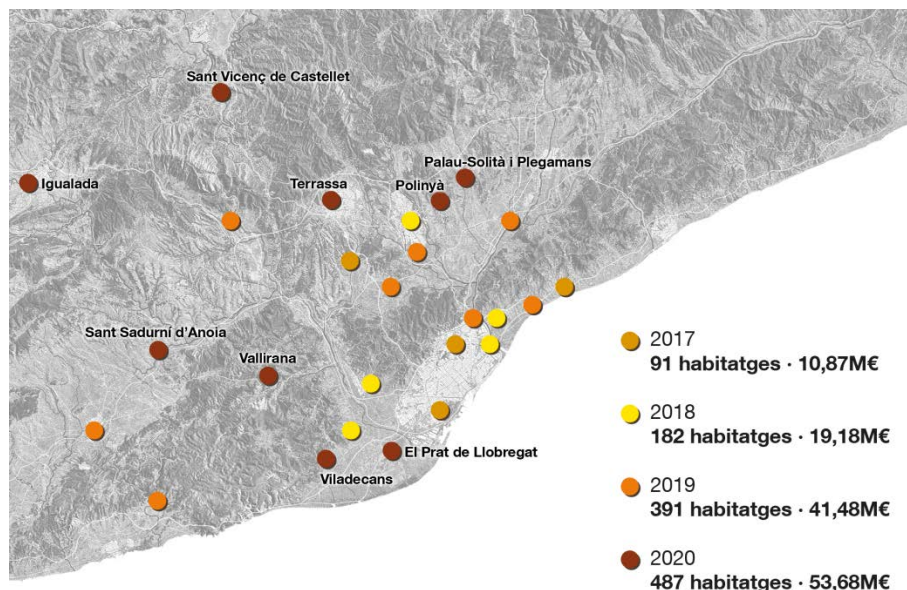 Sant Vicenç de Castellet
Palau-Solità i Plegamans
Igualada
Terrassa
Polinyà
Sant Sadurní d'Anoia
Vallirana
El Prat de Llobregat
Viladecans
2017
91 habitatges · 10,87M€
2018
182 habitatges · 19,18M€
2019
391 habitatges · 41,48M€
2020
487 habitatges · 53,68M€